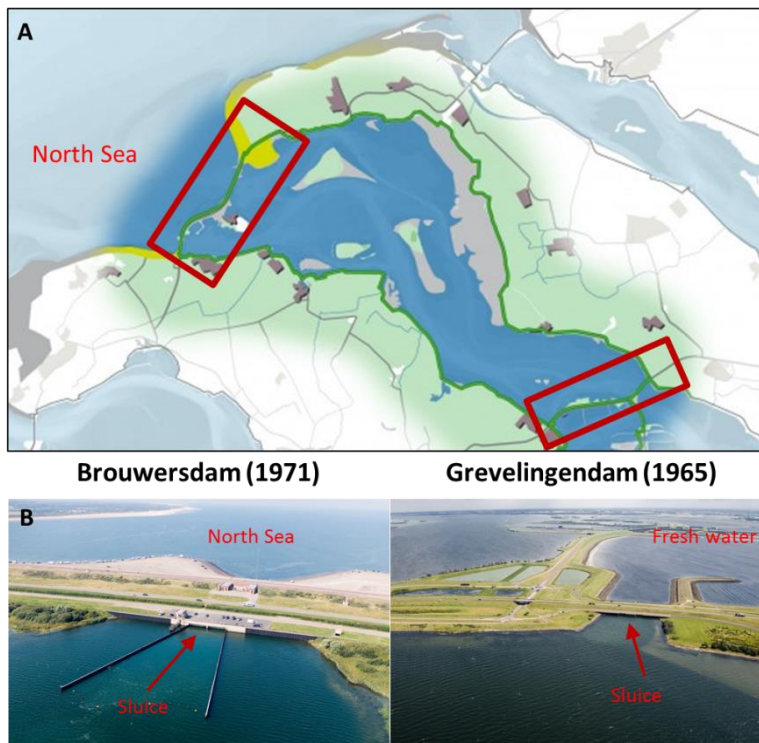 A
North Sea
Brouwersdam (1971)
Grevelingendam (1965)
B
North Sea
Fresh water
Sluice
Sluice